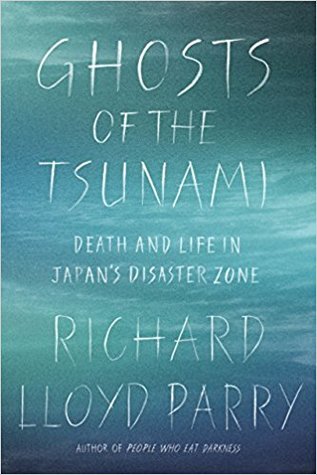 GHOSTS
OF THE
TSUNAMI
DEATH AND LIFE IN
JAPAN'S DISASTER ZONE
RICHARD
LLOYD PARRY
AUTHOR OF PEOPLE WHO EAT DARKNESS